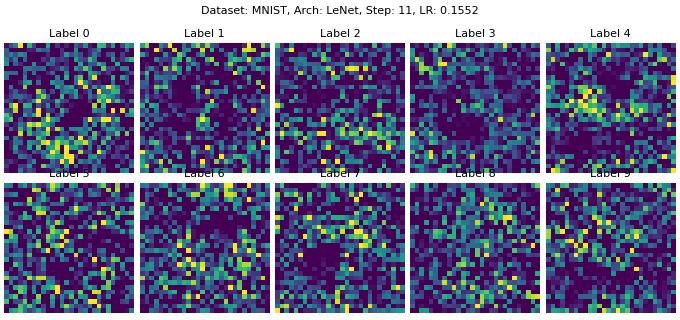 Dataset: MNIST, Arch: LeNet, Step: 11, LR: 0.1552
Label 0 Label 1 Label 2 Label 3 Label 4
Label 5 Label 6 Label 7 Label 8 Label 9